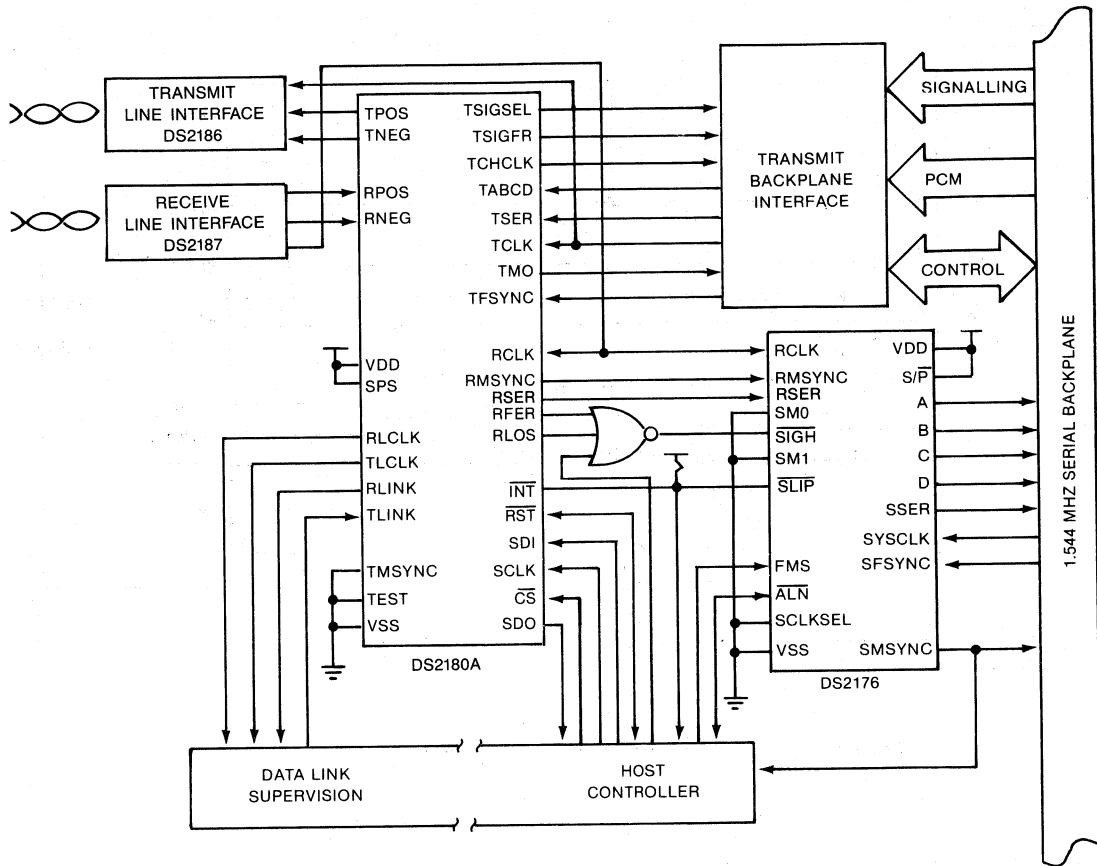 TRANSMIT
LINE INTERFACE
DS2186
RECEIVE
LINE INTERFACE
DS2187
TPOS
TNEG
RPOS
RNEG
VDD
SPS
RLCLK
TLCLK
RLINK
TLINK
TMSYNC
TEST
VSS
TSIGSEL
TSIGFR
TCHCLK
TABCD
TSER
TCLK
TMO
TFSYNC
RCLK
RMSYNC
RSER
RFER
RLOS
INT
RST
SDI
SCLK
CS
SDO
DS2180A
TRANSMIT
BACKPLANE
INTERFACE
SIGNALLING
PCM
CONTROL
RCLK
RMSYNC
RSER
SM0
SIGH
SM1
SLIP
FMS
ALN
SCLKSEL
VSS
VDD
S/P
A
B
C
D
SSER
SYSCLK
SFSYNC
SMSYNC
DS2176
1.544 MHZ SERIAL BACKPLANE
DATA LINK
SUPERVISION
HOST
CONTROLLER